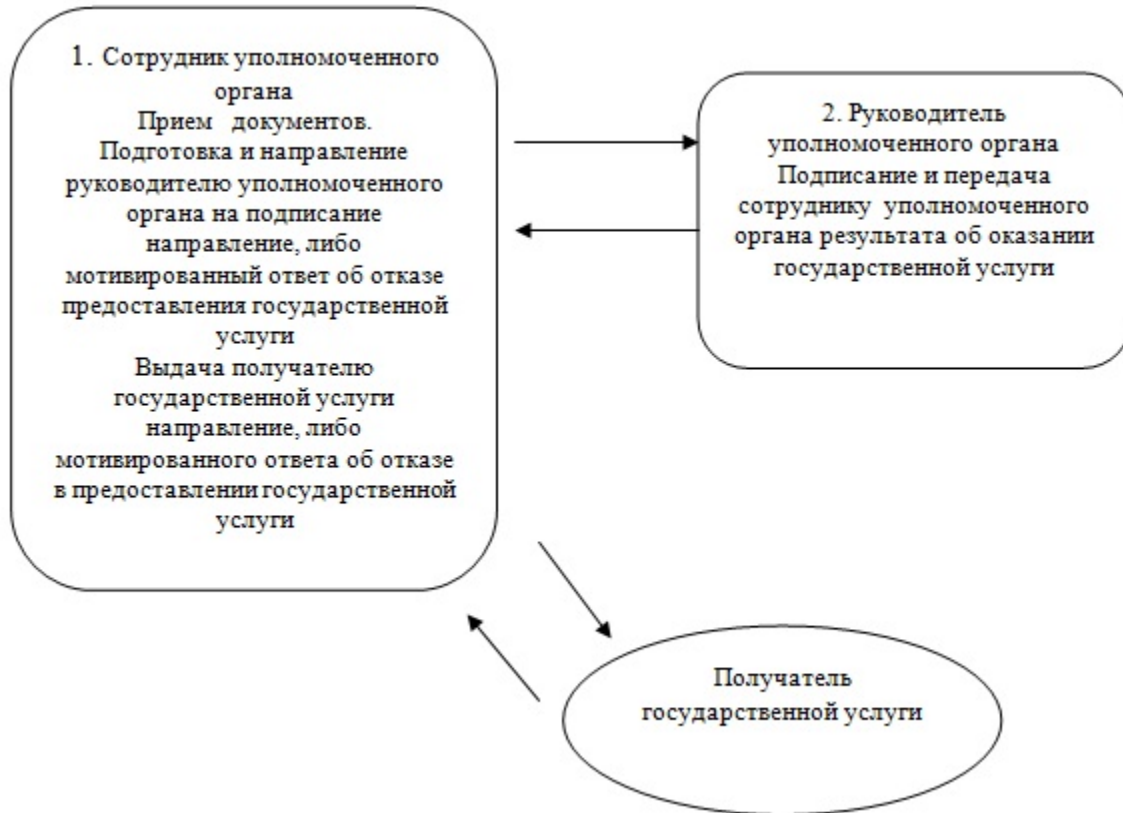 1. Сотрудник уполномоченного
органа
Прием документов.
Подготовка и направление
руководителю уполномоченного
органа на подписание
направление, либо
мотивированный ответ об отказе
предоставления государственной
услуги
Выдача получателю
государственной услуги
направление, либо
мотивированного ответа об отказе
в предоставлении государственной
услуги
2. Руководитель
уполномоченного органа
Подписание и передача
сотруднику уполномоченного
органа результата об оказании
государственной услуги
Получатель
государственной услуги